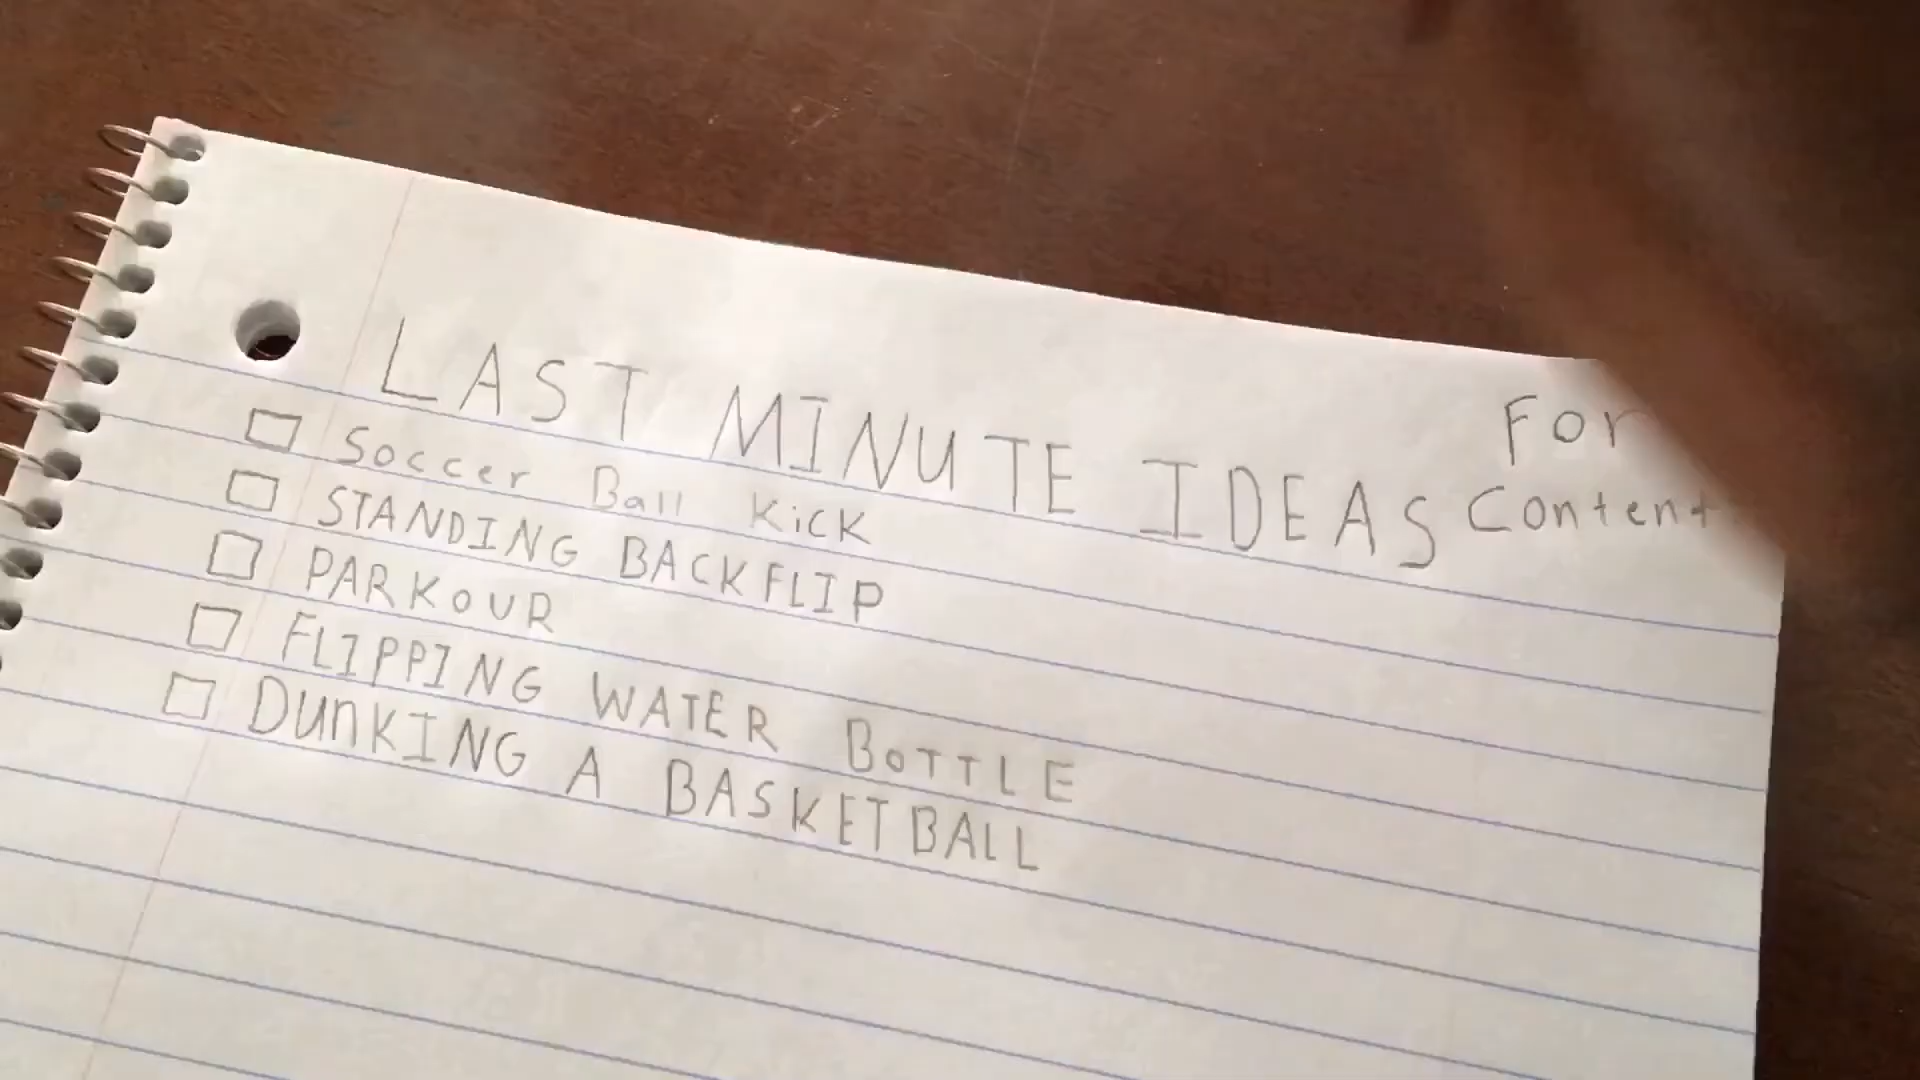 LAST MINUTE IDEAS For Content
Soccer Ball Kick
STANDING BACKFLIP
PARKOUR
FLIPPING WATER BOTTLE
DUNKING A BASKETBALL